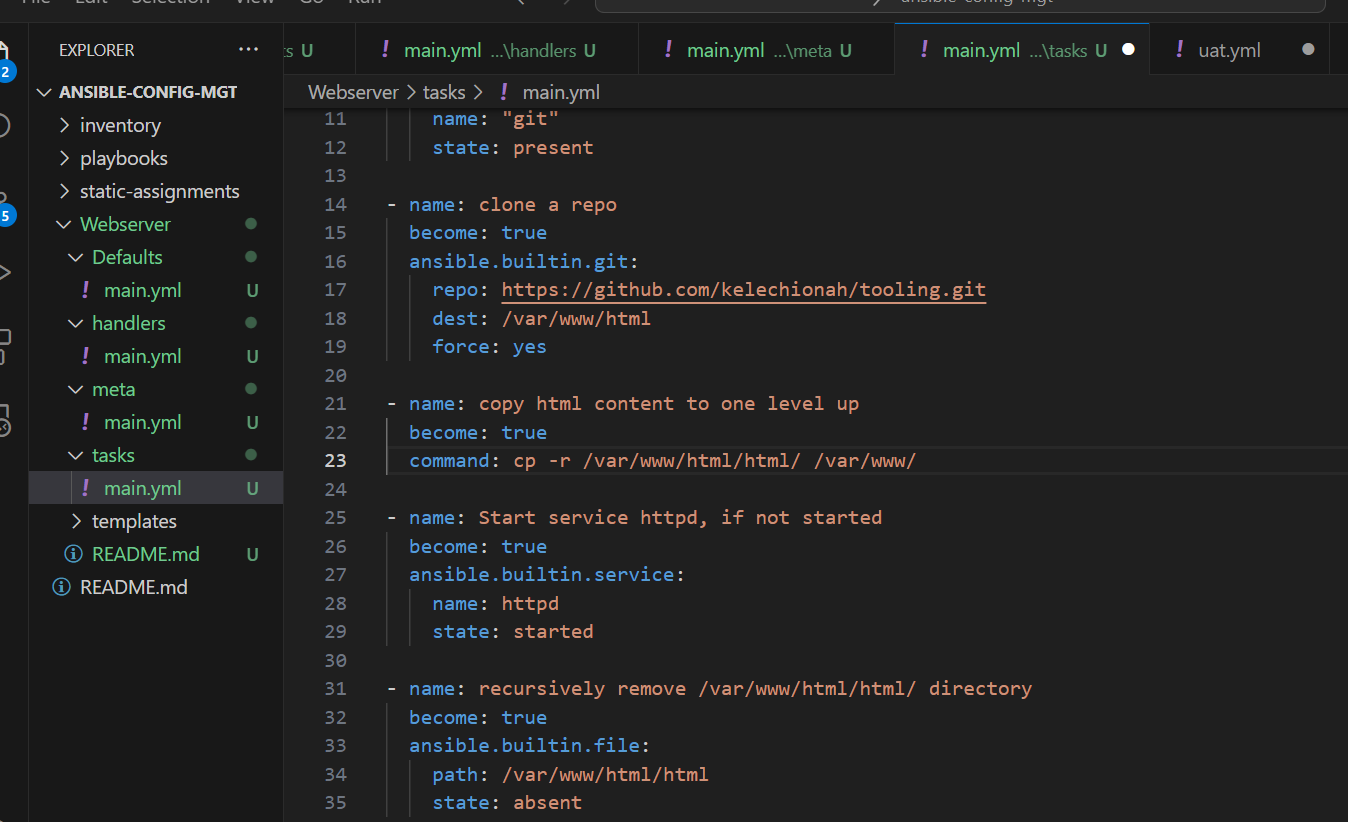 File Edit Selection View Go Run
ansible-config-mgt
EXPLORER ...
ts U
! main.yml ...\handlers U
! main.yml ...\meta U
! main.yml ...\tasks U
! uat.yml
2
5
ANSIBLE-CONFIG-MGT
inventory
playbooks
static-assignments
Webserver
Defaults
! main.yml U
handlers
! main.yml U
meta
! main.yml U
tasks
! main.yml U
templates
README.md U
README.md
Webserver > tasks > ! main.yml
11 name: "git"
12 state: present
13
14 - name: clone a repo
15 become: true
16 ansible.builtin.git:
17 repo: https://github.com/kelechionah/tooling.git
18 dest: /var/www/html
19 force: yes
20
21 - name: copy html content to one level up
22 become: true
23 command: cp -r /var/www/html/html/ /var/www/
24
25 - name: Start service httpd, if not started
26 become: true
27 ansible.builtin.service:
28 name: httpd
29 state: started
30
31 - name: recursively remove /var/www/html/html/ directory
32 become: true
33 ansible.builtin.file:
34 path: /var/www/html/html
35 state: absent